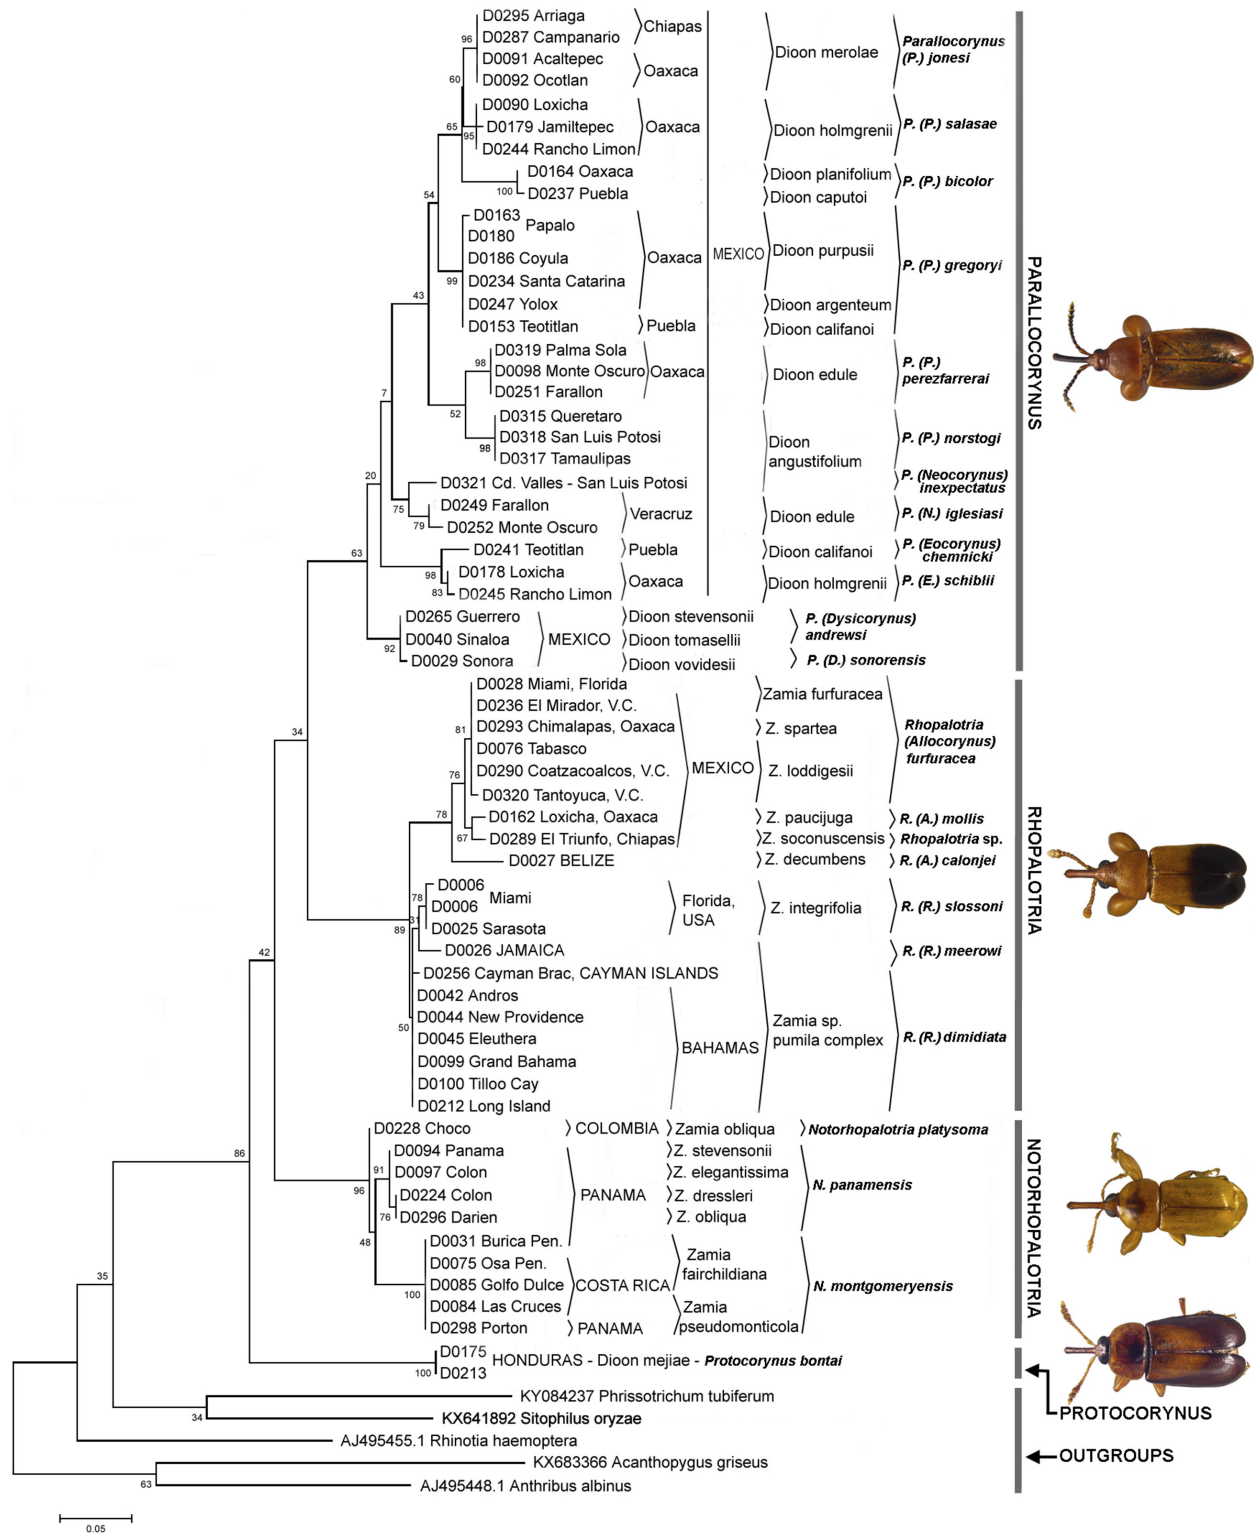 D0295 Arriaga
D0287 Campanario
Chiapas
D0091 Acaltepec
D0092 Ocotlan
Oaxaca
Dioon merolae
Parallocorynus
(P.) jonesi
96
60
D0090 Loxicha
D0179 Jamiltepec
D0244 Rancho Limon
Oaxaca
Dioon holmgrenii
P. (P.) salasae
65
95
D0164 Oaxaca
D0237 Puebla
Dioon planifolium
Dioon caputoi
P. (P.) bicolor
100
54
D0163
D0180
Papalo
D0186 Coyula
D0234 Santa Catarina
D0247 Yolox
Oaxaca
MEXICO
Dioon purpusii
Dioon argenteum
P. (P.) gregoryi
99
D0153 Teotitlan
Puebla
Dioon califanoi
43
D0319 Palma Sola
D0098 Monte Oscuro
D0251 Farallon
Oaxaca
Dioon edule
P. (P.)
perezfarrerai
98
52
D0315 Queretaro
D0318 San Luis Potosi
D0317 Tamaulipas
Dioon
angustifolium
P. (P.) norstogi
98
7
D0321 Cd. Valles - San Luis Potosi
P. (Neocorynus)
inexpectatus
20
75
D0249 Farallon
D0252 Monte Oscuro
Veracruz
Dioon edule
P. (N.) iglesiasi
79
D0241 Teotitlan
Puebla
Dioon califanoi
P. (Eocorynus)
chemnicki
63
98
D0178 Loxicha
D0245 Rancho Limon
Oaxaca
Dioon holmgrenii
P. (E.) schiblii
83
D0265 Guerrero
D0040 Sinaloa
D0029 Sonora
MEXICO
Dioon stevensonii
Dioon tomasellii
Dioon vovidesii
P. (Dysicorynus)
andrewsi
P. (D.) sonorensis
92
PARALLOCORYNUS
D0028 Miami, Florida
D0236 El Mirador, V.C.
D0293 Chimalapas, Oaxaca
D0076 Tabasco
D0290 Coatzacoalcos, V.C.
D0320 Tantoyuca, V.C.
MEXICO
Zamia furfuracea
Z. spartea
Z. loddigesii
Rhopalotria
(Allocorynus)
furfuracea
81
34
76
D0162 Loxicha, Oaxaca
Z. paucijuga
R. (A.) mollis
78
67
D0289 El Triunfo, Chiapas
Z. soconuscensis
Rhopalotria sp.
D0027 BELIZE
Z. decumbens
R. (A.) calonjei
D0006
D0006
Miami
D0025 Sarasota
Florida,
USA
Z. integrifolia
R. (R.) slossoni
78
31
89
D0026 JAMAICA
R. (R.) meerowi
D0256 Cayman Brac, CAYMAN ISLANDS
D0042 Andros
D0044 New Providence
D0045 Eleuthera
D0099 Grand Bahama
D0100 Tilloo Cay
D0212 Long Island
BAHAMAS
Zamia sp.
pumila complex
R. (R.) dimidiata
50
42
RHOPALOTRIA
D0228 Choco
COLOMBIA
Zamia obliqua
Notorhopalotria platysoma
D0094 Panama
D0097 Colon
D0224 Colon
D0296 Darien
PANAMA
Z. stevensonii
Z. elegantissima
Z. dressleri
Z. obliqua
N. panamensis
86
91
96
76
48
D0031 Burica Pen.
D0075 Osa Pen.
D0085 Golfo Dulce
D0084 Las Cruces
D0298 Porton
COSTA RICA
PANAMA
Zamia
fairchildiana
Zamia
pseudomonticola
N. montgomeryensis
100
35
NOTORHOPALOTRIA
D0175
D0213
HONDURAS - Dioon mejiae - Protocorynus bontai
100
KY084237 Phrissotrichum tubiferum
KX641892 Sitophilus oryzae
34
PROTOCORYNUS
AJ495455.1 Rhinotia haemoptera
OUTGROUPS
KX683366 Acanthopygus griseus
AJ495448.1 Anthribus albinus
63
0.05